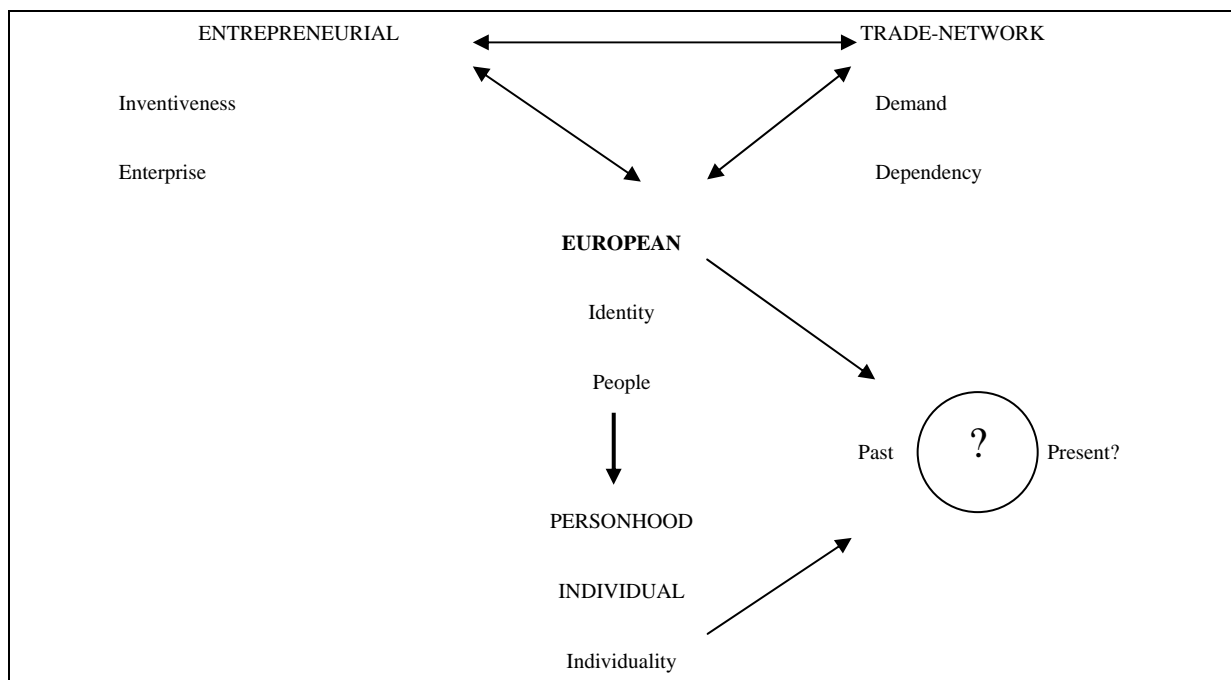 ENTREPRENEURIAL TRADE-NETWORK
Inventiveness Demand
Enterprise Dependency
EUROPEAN
Identity
People
Past ? Present?
PERSONHOOD
INDIVIDUAL
Individuality